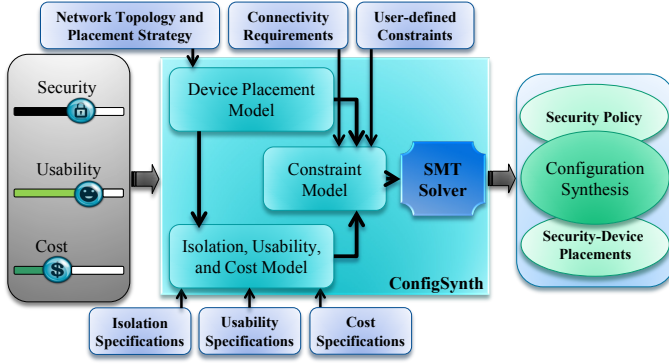 Network Topology and
Placement Strategy
Connectivity
Requirements
User-defined
Constraints
Security
Usability
Cost
$
Device Placement
Model
Constraint
Model
SMT
Solver
Isolation, Usability,
and Cost Model
ConfigSynth
Security Policy
Configuration
Synthesis
Security-Device
Placements
Isolation
Specifications
Usability
Specifications
Cost
Specifications